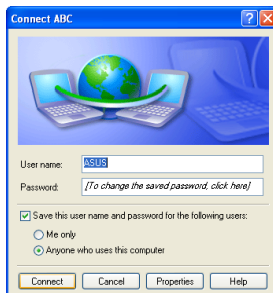 Connect ABC
User name: ASUS
Password: [To change the saved password, click here]
Save this user name and password for the following users:
Me only
Anyone who uses this computer
Connect Cancel Properties Help